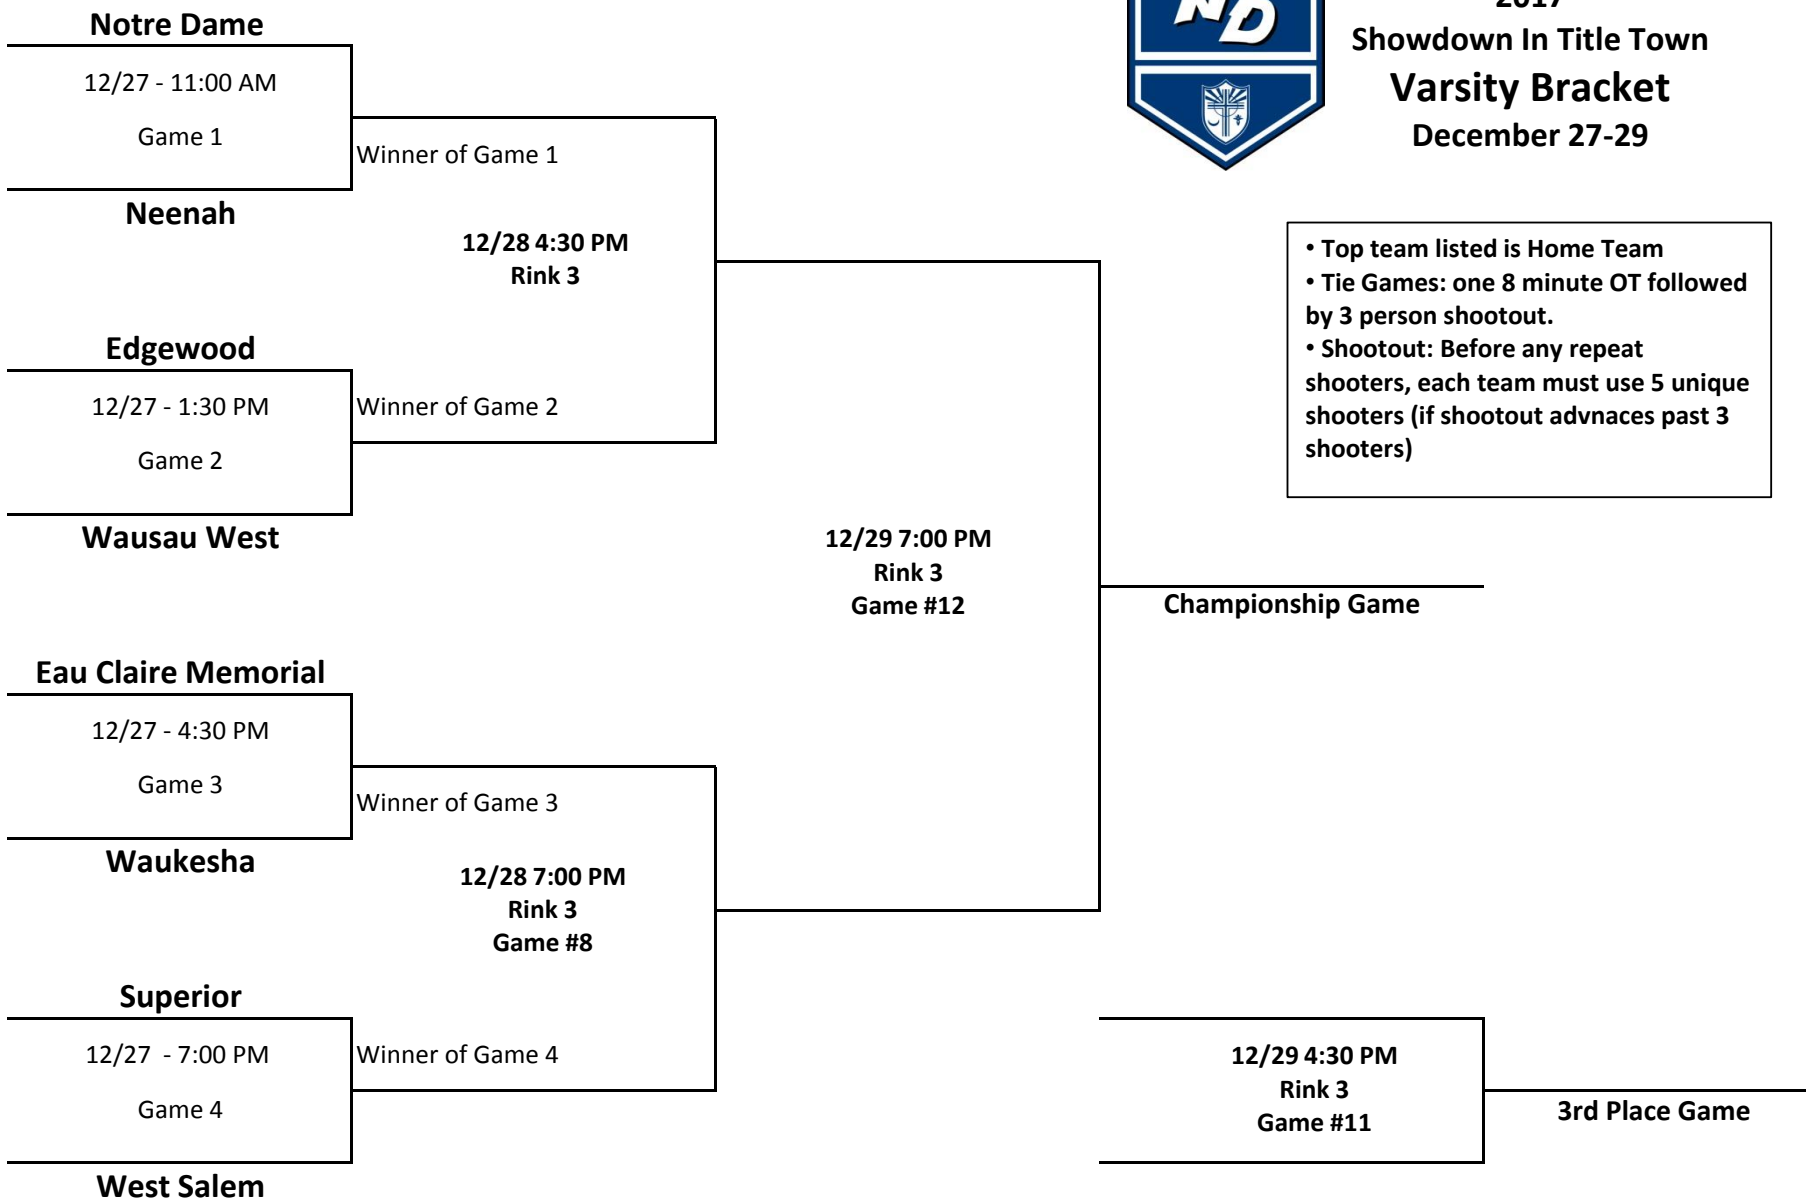 Notre Dame
12/27 - 11:00 AM
Game 1
Neenah
Winner of Game 1
12/28 4:30 PM
Rink 3
Edgewood
12/27 - 1:30 PM
Game 2
Wausau West
Winner of Game 2
Eau Claire Memorial
12/27 - 4:30 PM
Game 3
Waukesha
Winner of Game 3
12/28 7:00 PM
Rink 3
Game #8
Superior
12/27 - 7:00 PM
Game 4
West Salem
Winner of Game 4
12/29 7:00 PM
Rink 3
Game #12
Championship Game
ND
2017
Showdown In Title Town
Varsity Bracket
December 27-29
• Top team listed is Home Team
• Tie Games: one 8 minute OT followed
by 3 person shootout.
• Shootout: Before any repeat
shooters, each team must use 5 unique
shooters (if shootout advnaces past 3
shooters)
12/29 4:30 PM
Rink 3
Game #11
3rd Place Game